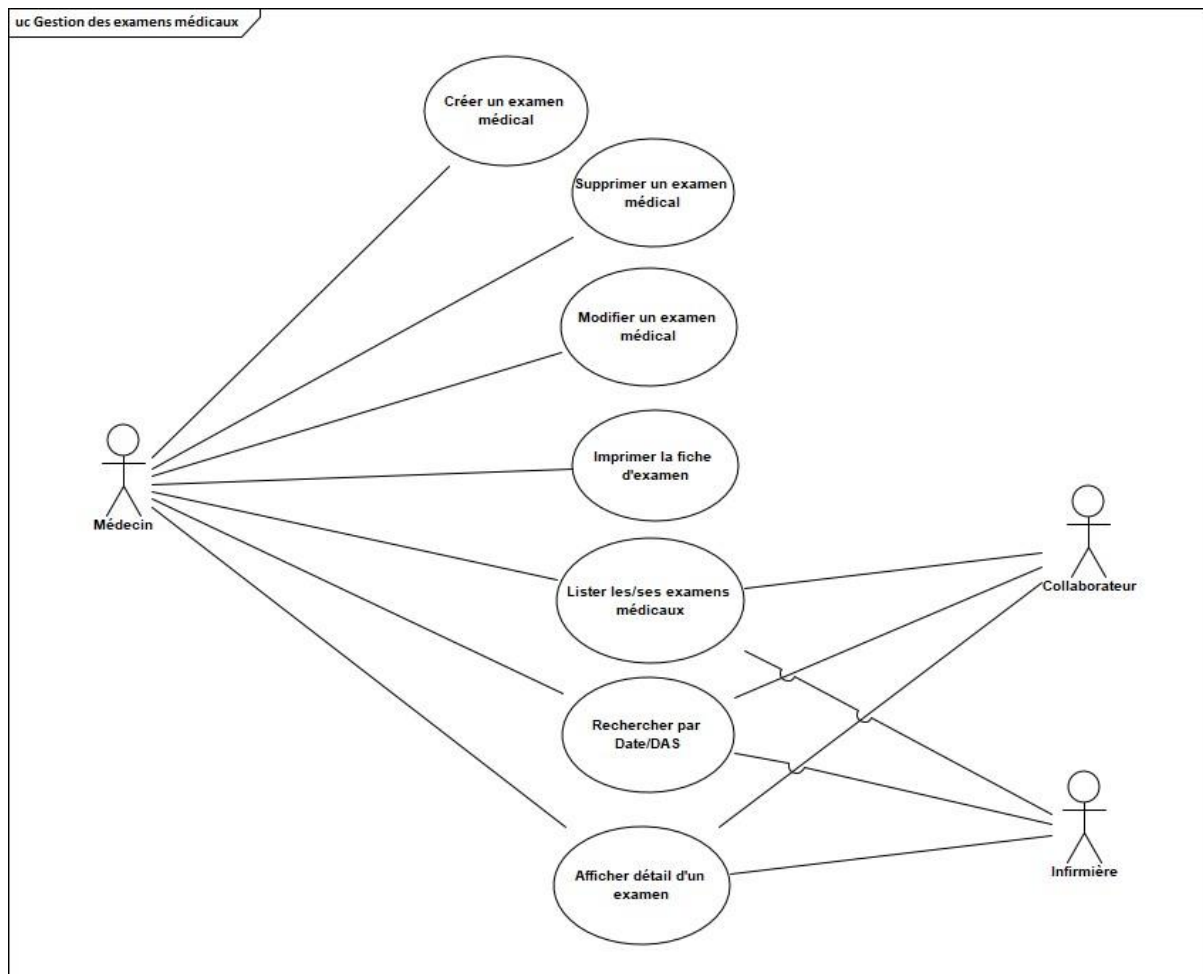 uc Gestion des examens médicaux
Créer un examen
médical
Supprimer un examen
médical
Modifier un examen
médical
Imprimer la fiche
d'examen
Médecin
Lister les/ses examens
médicaux
Collaborateur
Rechercher par
Date/DAS
Afficher détail d'un
examen
Infirmière